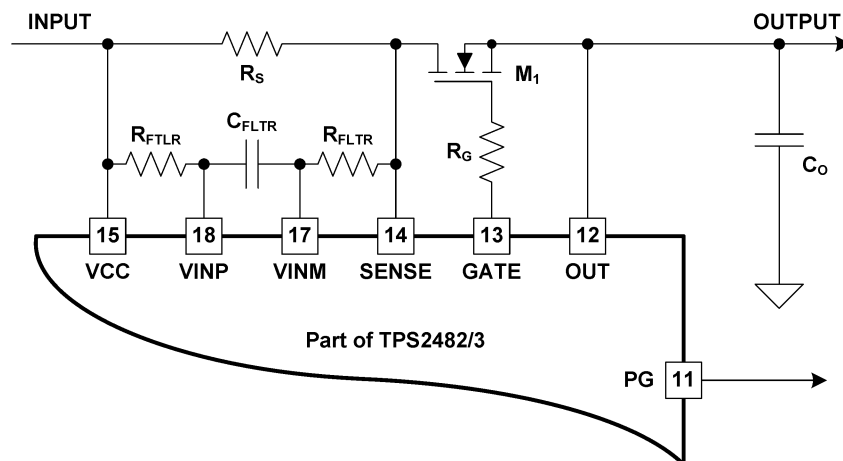 INPUT
OUTPUT
RS
M1
RFTLR
CFLTR
RFLTR
RG
CO
15
18
17
14
13
12
VCC
VINP
VINM
SENSE
GATE
OUT
Part of TPS2482/3
PG
11